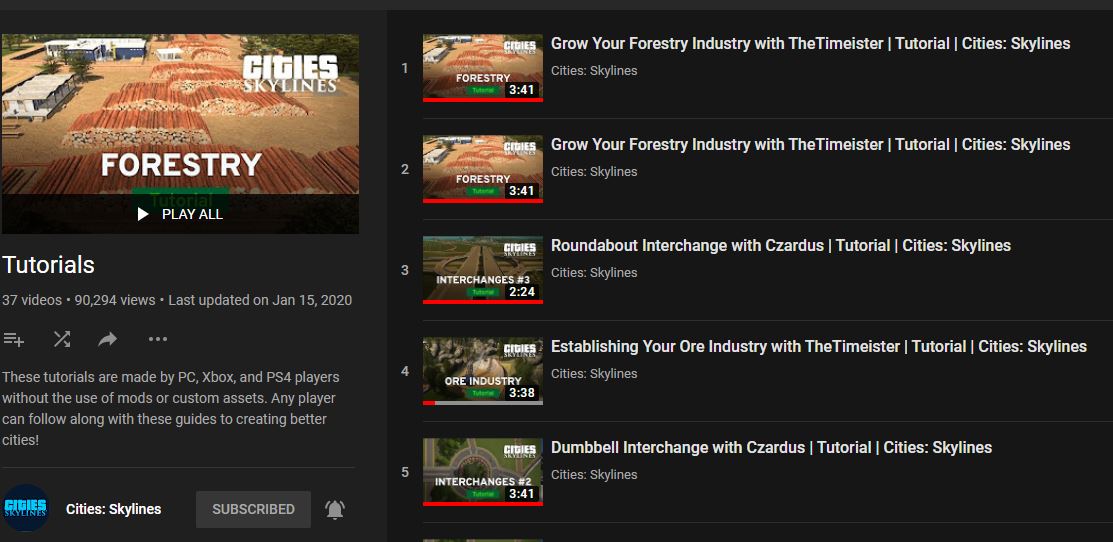 CITIES
SKYLINES
FORESTRY
Tutorial
PLAY ALL
Tutorials
37 videos • 90,294 views • Last updated on Jan 15, 2020
These tutorials are made by PC, Xbox, and PS4 players
without the use of mods or custom assets. Any player
can follow along with these guides to creating better
cities!
CITIES
SKYLINES
Cities: Skylines
SUBSCRIBED
1
CITIES
SKYLINES
FORESTRY
Tutorial
3:41
Grow Your Forestry Industry with TheTimeister | Tutorial | Cities: Skylines
Cities: Skylines
2
CITIES
SKYLINES
FORESTRY
Tutorial
3:41
Grow Your Forestry Industry with TheTimeister | Tutorial | Cities: Skylines
Cities: Skylines
3
CITIES
SKYLINES
INTERCHANGES #3
Tutorial
2:24
Roundabout Interchange with Czardus | Tutorial | Cities: Skylines
Cities: Skylines
4
CITIES
SKYLINES
ORE INDUSTRY
Tutorial
3:38
Establishing Your Ore Industry with TheTimeister | Tutorial | Cities: Skylines
Cities: Skylines
5
CITIES
SKYLINES
INTERCHANGES #2
Tutorial
3:41
Dumbbell Interchange with Czardus | Tutorial | Cities: Skylines
Cities: Skylines